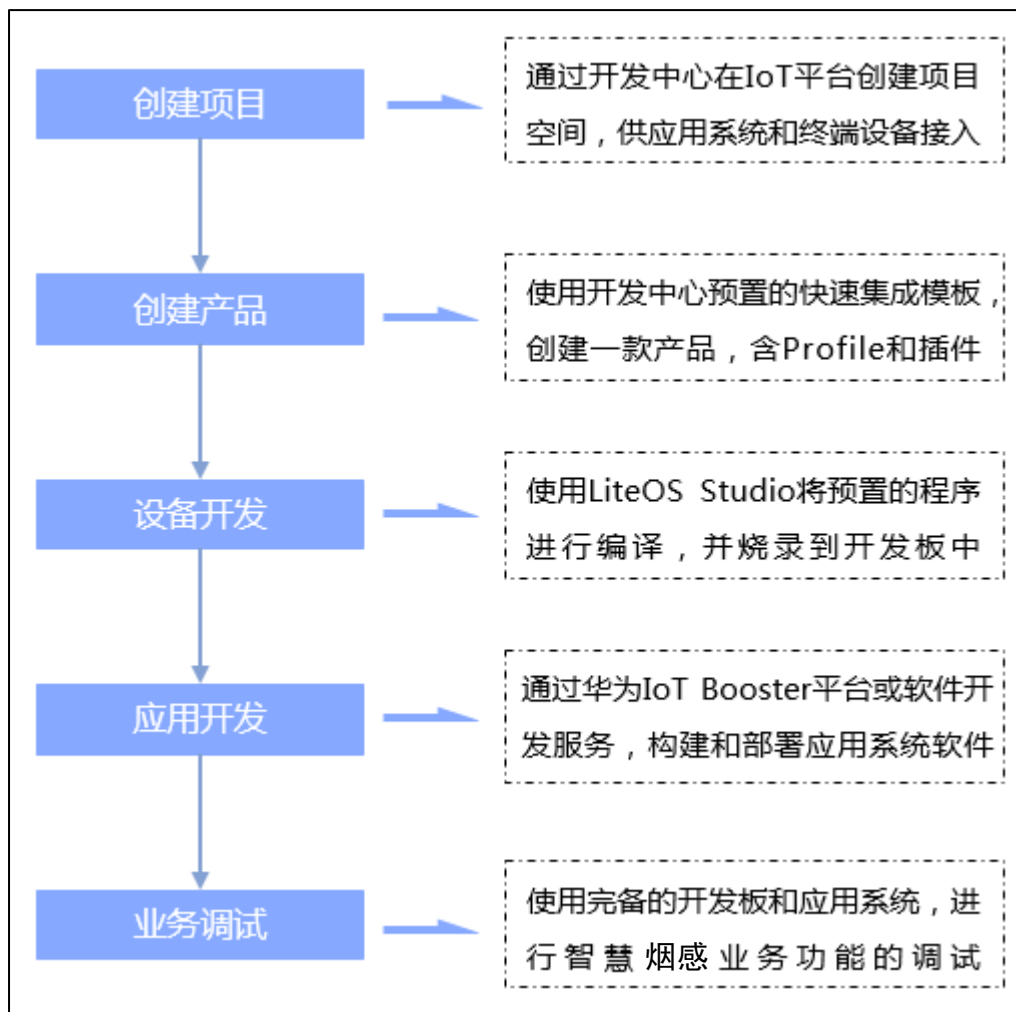 创建项目
通过开发中心在IoT平台创建项目
空间，供应用系统和终端设备接入
创建产品
使用开发中心预置的快速集成模板，
创建一款产品，含Profile和插件
设备开发
使用LiteOS Studio将预置的程序
进行编译，并烧录到开发板中
应用开发
通过华为IoT Booster平台或软件开
发服务，构建和部署应用系统软件
业务调试
使用完备的开发板和应用系统，进
行智慧烟感业务功能的调试